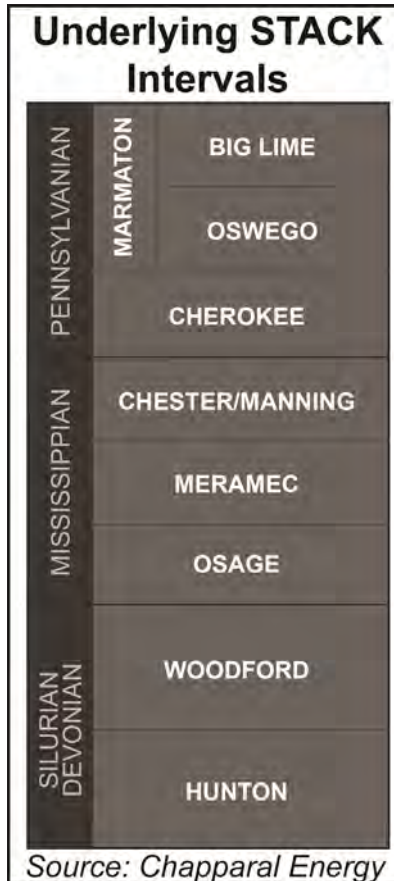 Underlying STACK
Intervals
PENNSYLVANIAN
MARMATON
BIG LIME
OSWEGO
CHEROKEE
MISSISSIPPIAN
CHESTER/MANNING
MERAMEC
OSAGE
SILURIAN
DEVONIAN
WOODFORD
HUNTON
Source: Chapparal Energy